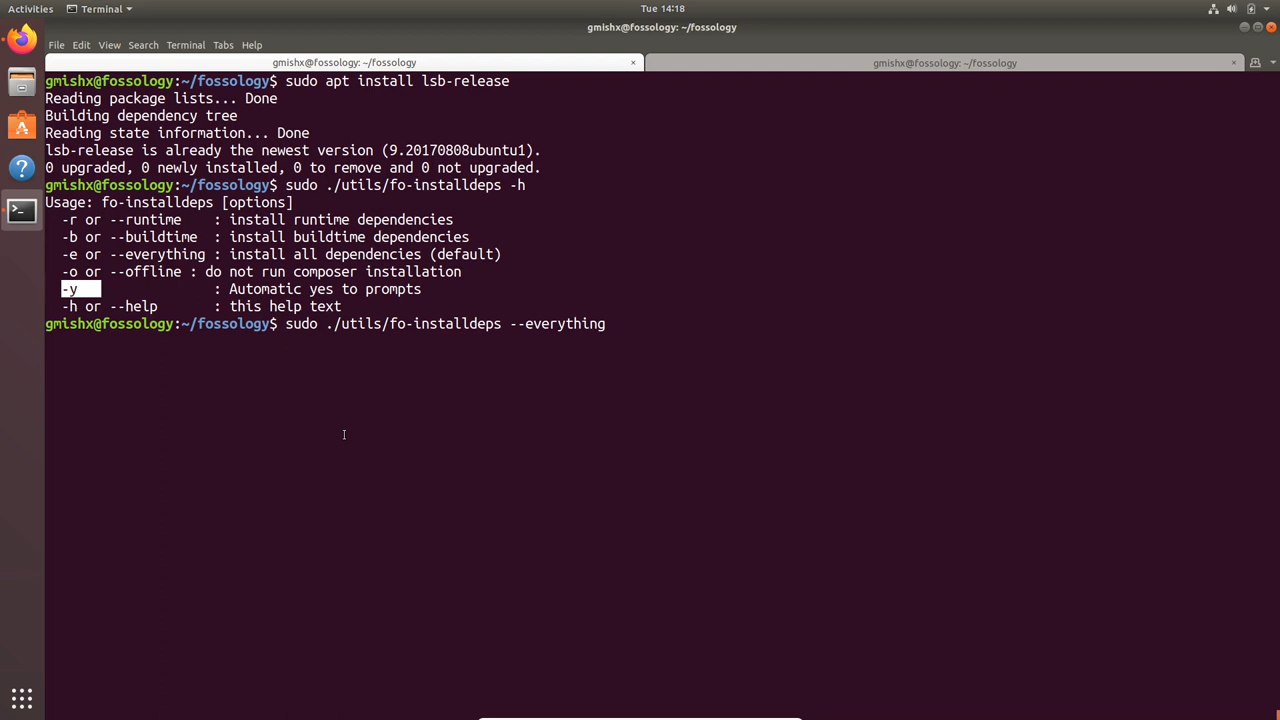 Activities Terminal Tue 14:18
gmishx@fossology: ~/fossology
File Edit View Search Terminal Tabs Help
gmishx@fossology: ~/fossology × gmishx@fossology: ~/fossology ×
gmishx@fossology:~/fossology$ sudo apt install lsb-release
Reading package lists... Done
Building dependency tree
Reading state information... Done
lsb-release is already the newest version (9.20170808ubuntu1).
0 upgraded, 0 newly installed, 0 to remove and 0 not upgraded.
gmishx@fossology:~/fossology$ sudo ./utils/fo-installdeps -h
Usage: fo-installdeps [options]
  -r or --runtime    : install runtime dependencies
  -b or --buildtime  : install buildtime dependencies
  -e or --everything : install all dependencies (default)
  -o or --offline : do not run composer installation
  -y                 : Automatic yes to prompts
  -h or --help       : this help text
gmishx@fossology:~/fossology$ sudo ./utils/fo-installdeps --everything